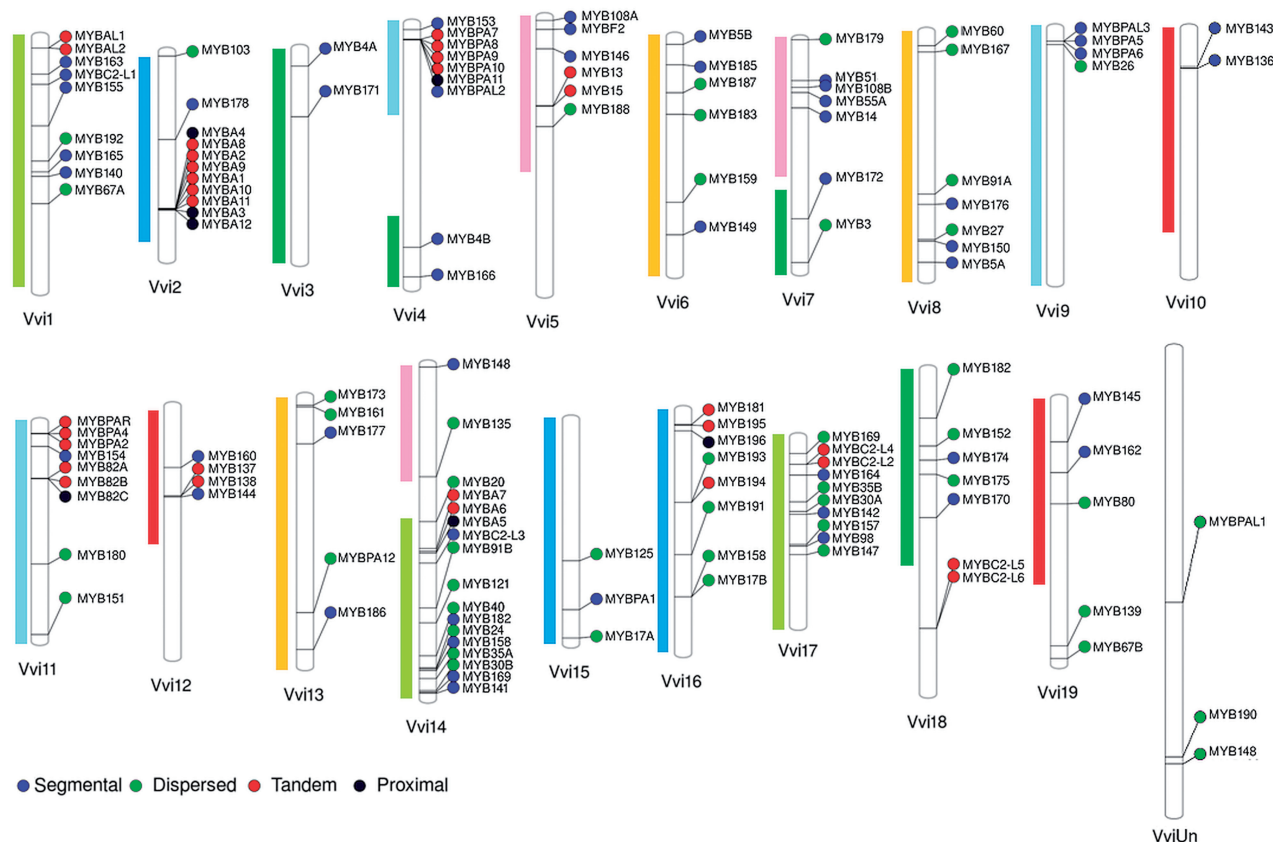 MYBAL1
MYBAL2
MYB163
MYBC2-L1
MYB155
MYB192
MYB165
MYB140
MYB67A
Vvi1
MYB103
MYB178
MYBA4
MYBA8
MYBA2
MYBA9
MYBA1
MYBA10
MYBA11
MYBA3
MYBA12
Vvi2
MYB4A
MYB171
Vvi3
MYB153
MYBPA7
MYBPA8
MYBPA9
MYBPA10
MYBPA11
MYBPAL2
MYB4B
MYB166
Vvi4
MYB108A
MYBF2
MYB146
MYB13
MYB15
MYB188
Vvi5
MYB5B
MYB185
MYB187
MYB183
MYB159
MYB149
Vvi6
MYB179
MYB51
MYB108B
MYB55A
MYB14
MYB172
MYB3
Vvi7
MYB60
MYB167
MYB91A
MYB176
MYB27
MYB150
MYB5A
Vvi8
MYBPAL3
MYBPA5
MYBPA6
MYB26
Vvi9
MYB143
MYB136
Vvi10
MYBPAR
MYBPA4
MYBPA2
MYB154
MYB82A
MYB82B
MYB82C
MYB180
MYB151
Vvi11
MYB160
MYB137
MYB138
MYB144
Vvi12
MYB173
MYB161
MYB177
MYBPA12
MYB186
Vvi13
MYB148
MYB135
MYB20
MYBA7
MYBA6
MYBA5
MYBC2-L3
MYB91B
MYB121
MYB40
MYB182
MYB24
MYB158
MYB35A
MYB30B
MYB169
MYB141
Vvi14
MYB125
MYBPA1
MYB17A
Vvi15
MYB181
MYB195
MYB196
MYB193
MYB194
MYB191
MYB158
MYB17B
Vvi16
MYB169
MYBC2-L4
MYBC2-L2
MYB164
MYB35B
MYB30A
MYB142
MYB157
MYB98
MYB147
Vvi17
MYB182
MYB152
MYB174
MYB175
MYB170
MYBC2-L5
MYBC2-L6
Vvi18
MYB145
MYB162
MYB80
MYB139
MYB67B
Vvi19
MYBPAL1
MYB190
MYB148
VviUn
Segmental Dispersed Tandem Proximal